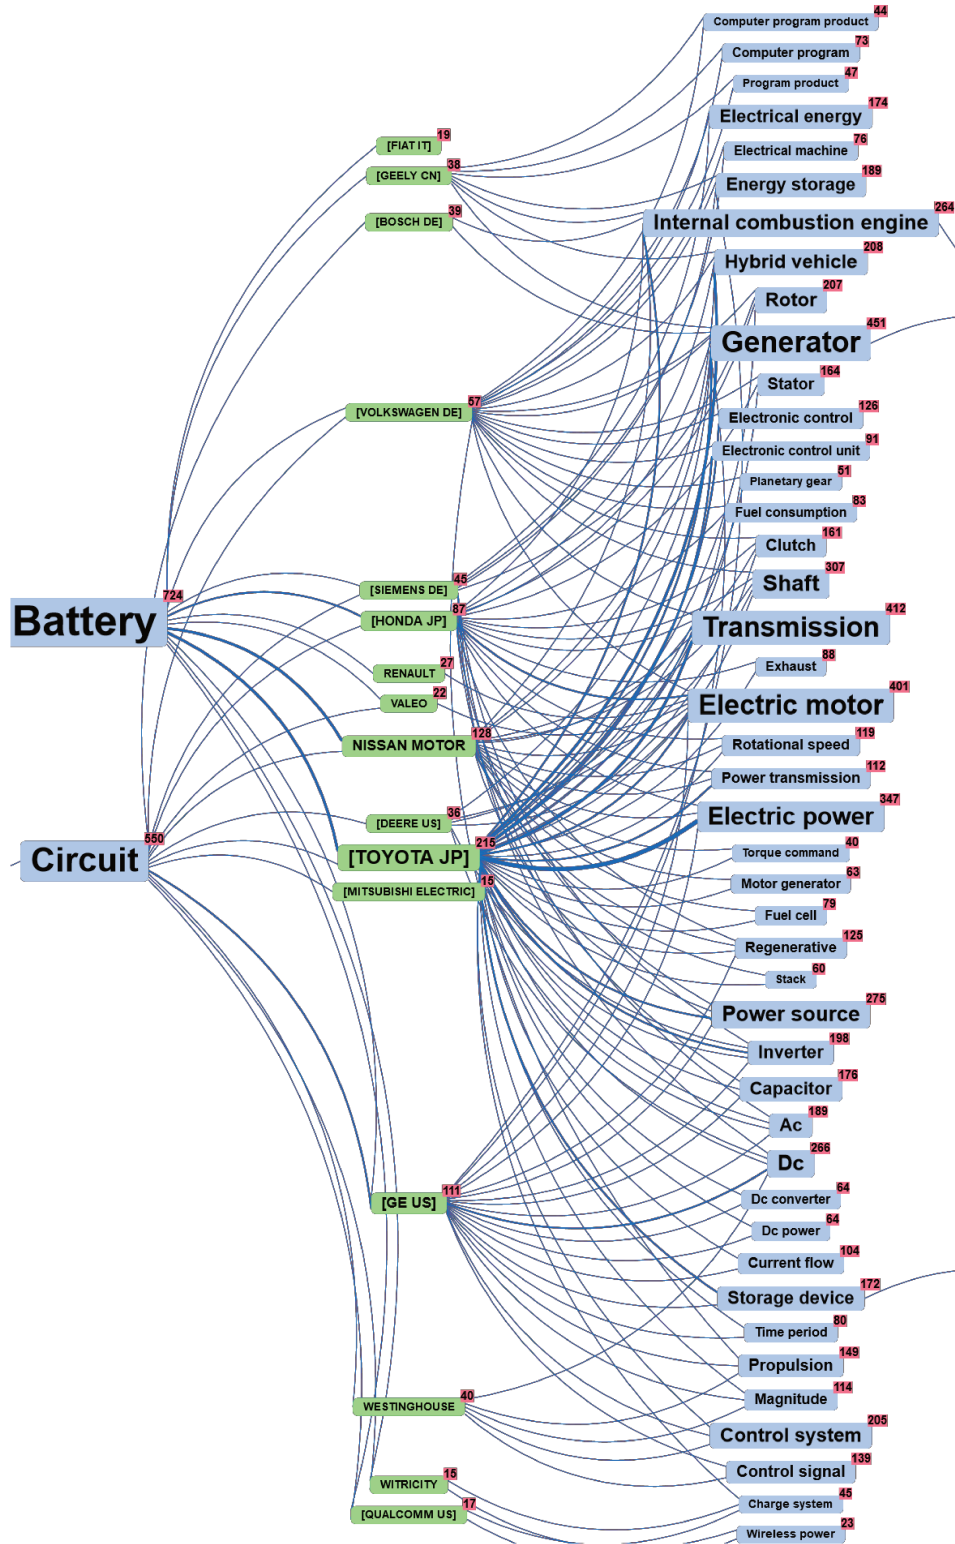 Computer program product 44
Computer program 73
Program product 47
Electrical energy 174
[FIAT IT] 19
Electrical machine 76
[GEELY CN] 38
Energy storage 189
[BOSCH DE] 39
Internal combustion engine 264
Hybrid vehicle 208
Rotor 207
Generator 451
Stator 164
[VOLKSWAGEN DE] 57
Electronic control 126
Electronic control unit 91
Planetary gear 51
Fuel consumption 83
Clutch 161
Shaft 307
[SIEMENS DE] 45
Battery 724
[HONDA JP] 87
Transmission 412
Exhaust 88
RENAULT 27
VALEO 22
Electric motor 401
NISSAN MOTOR 128
Rotational speed 119
Power transmission 112
Electric power 347
[DEERE US] 36
Circuit 550
[TOYOTA JP] 215
Torque command 40
[MITSUBISHI ELECTRIC] 15
Motor generator 63
Fuel cell 79
Regenerative 125
Stack 60
Power source 275
Inverter 198
Capacitor 176
Ac 189
Dc 266
[GE US] 111
Dc converter 64
Dc power 64
Current flow 104
Storage device 172
Time period 80
Propulsion 149
Magnitude 114
WESTINGHOUSE 40
Control system 205
Control signal 139
WITRICITY 15
Charge system 45
[QUALCOMM US] 17
Wireless power 23